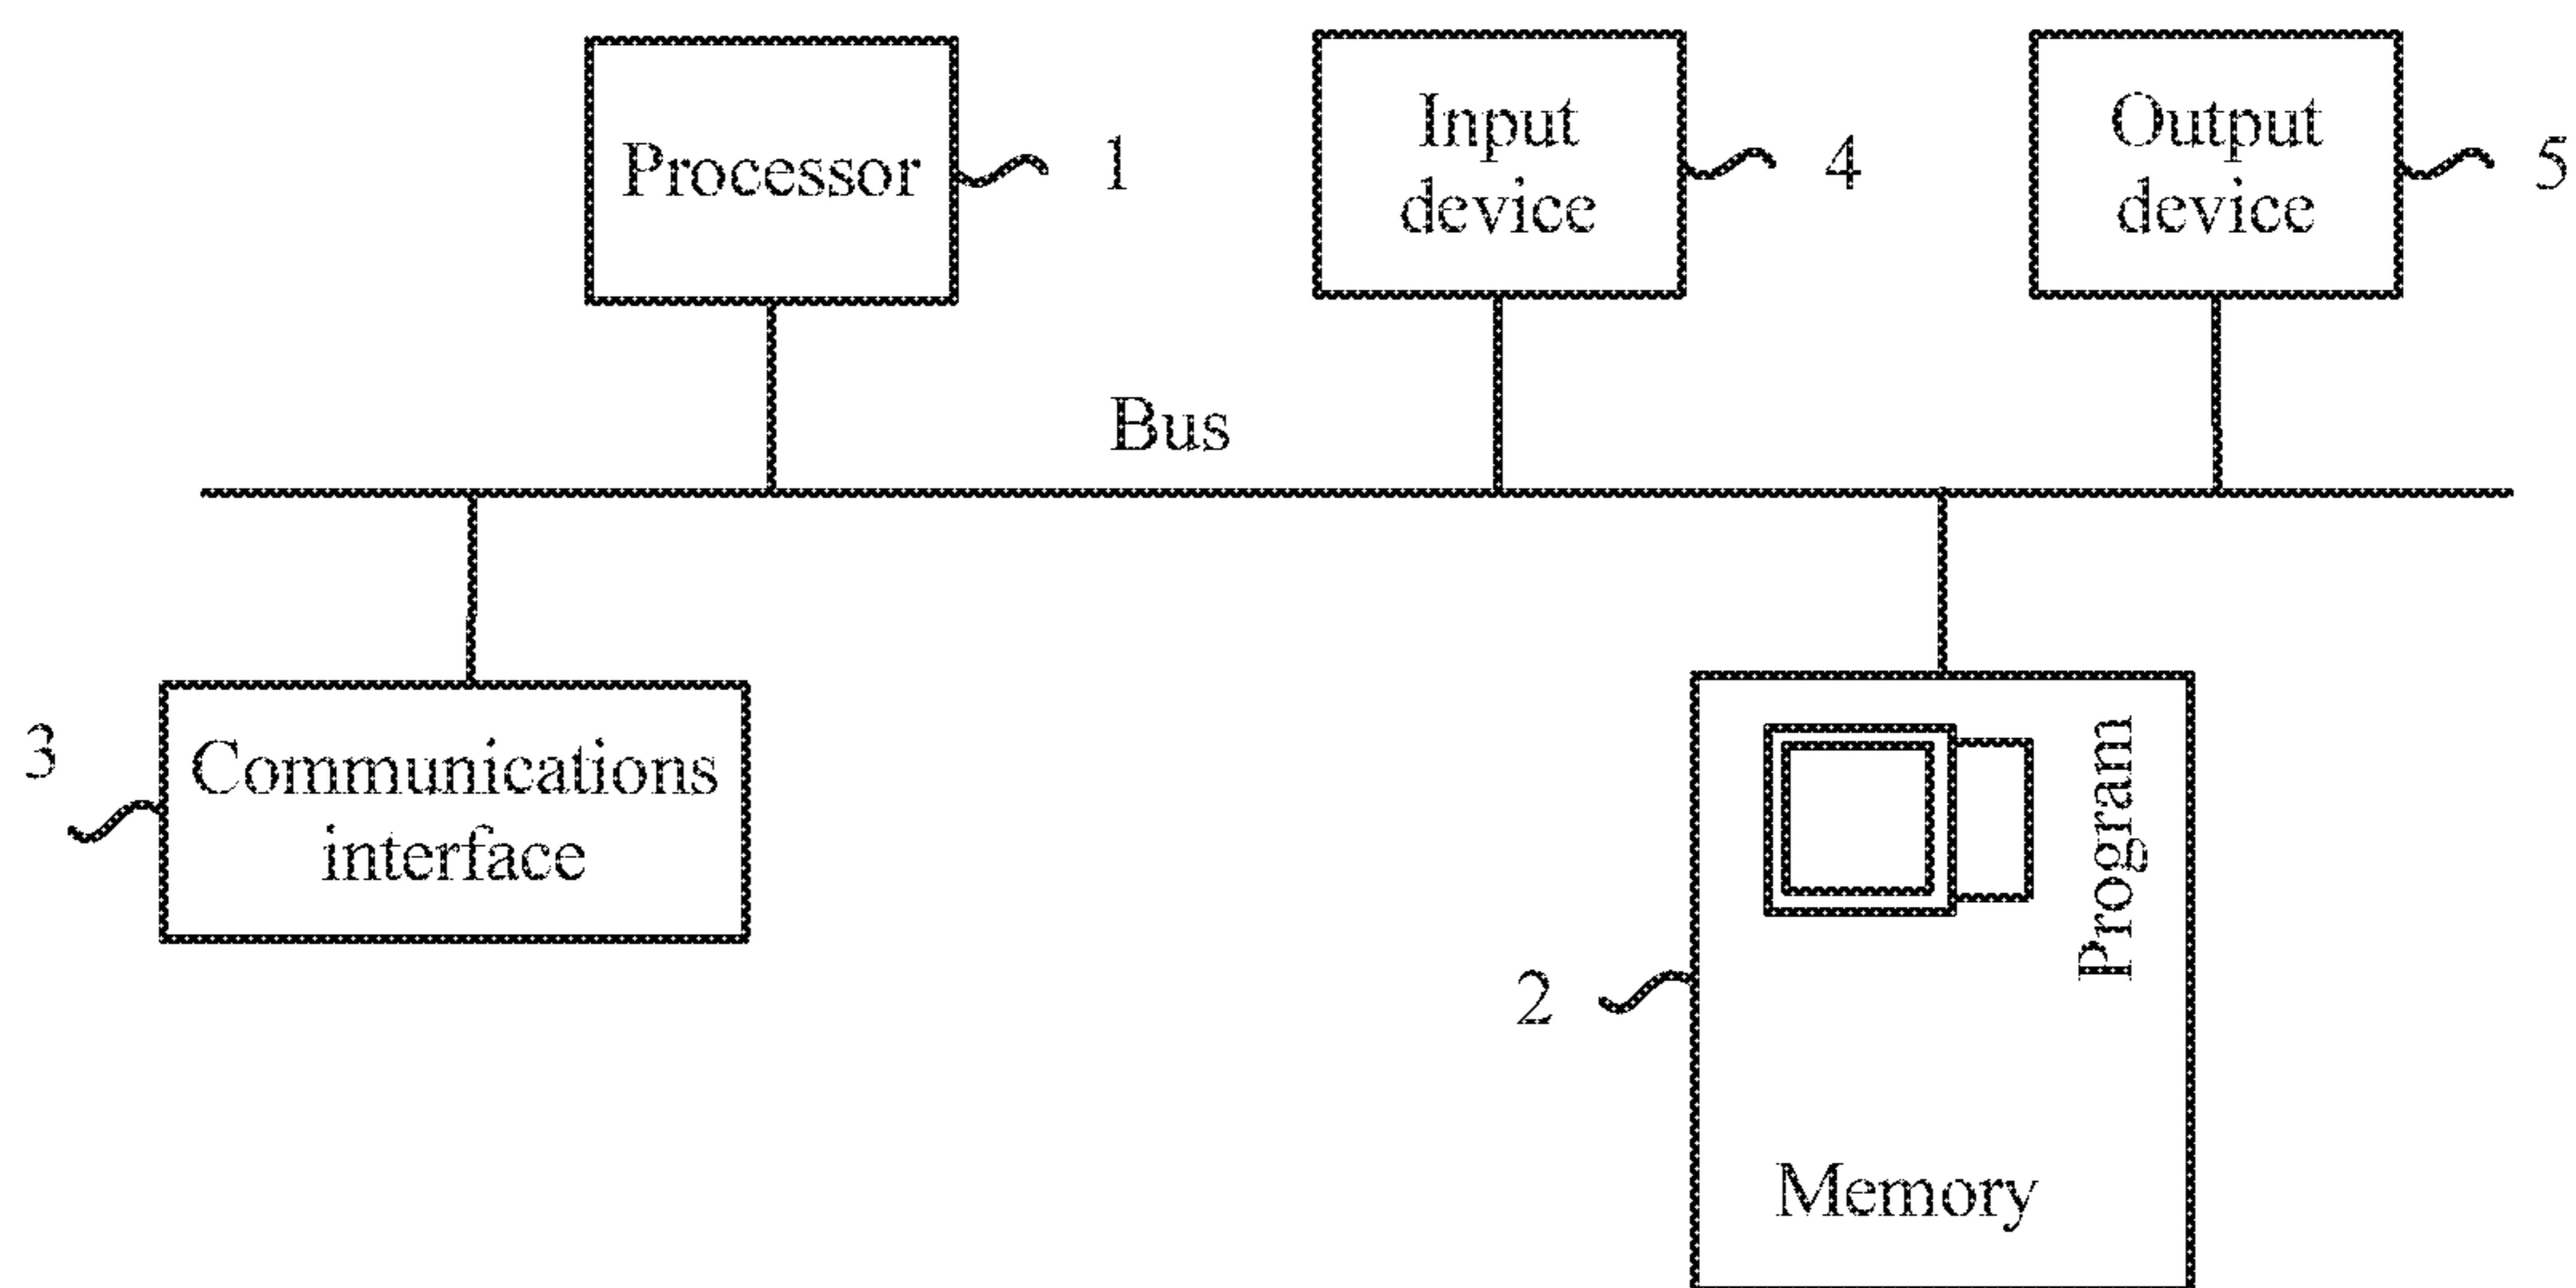 Processor
1
Input
device
4
Output
device
5
Bus
3
Communications
interface
Program
2
Memory